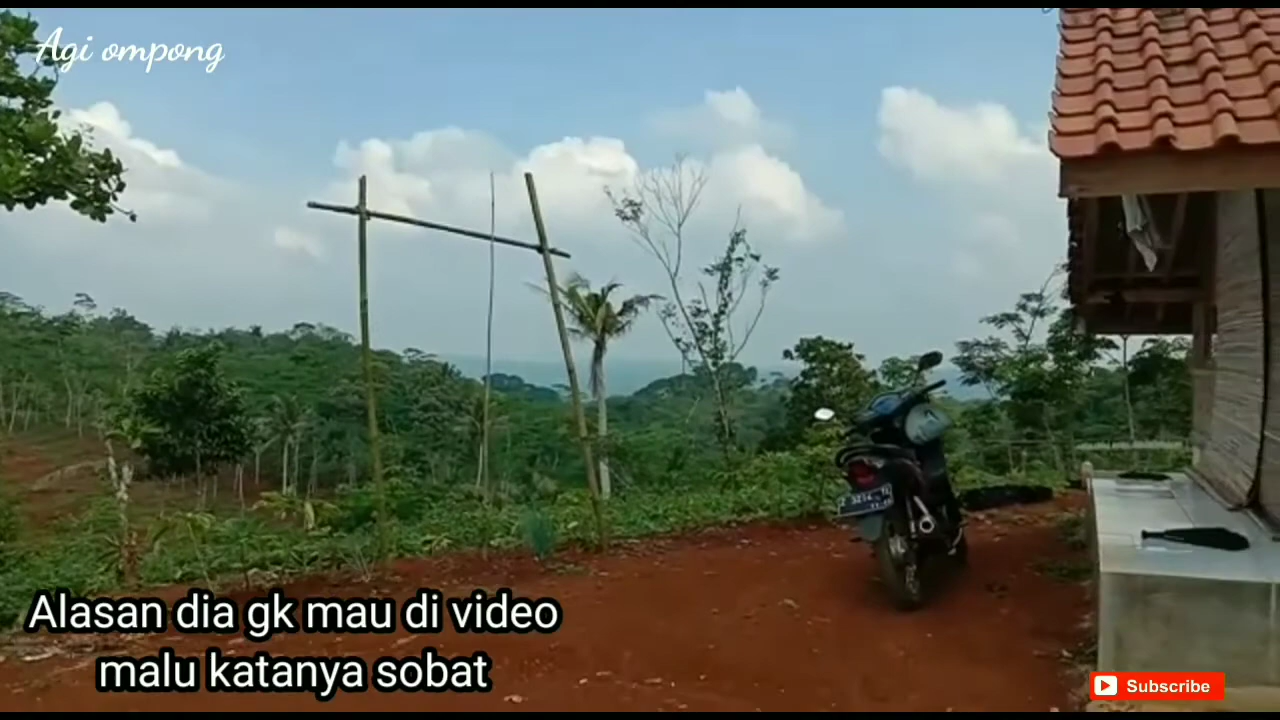 Agi ompong
Alasan dia gk mau di video
malu katanya sobat
Subscribe